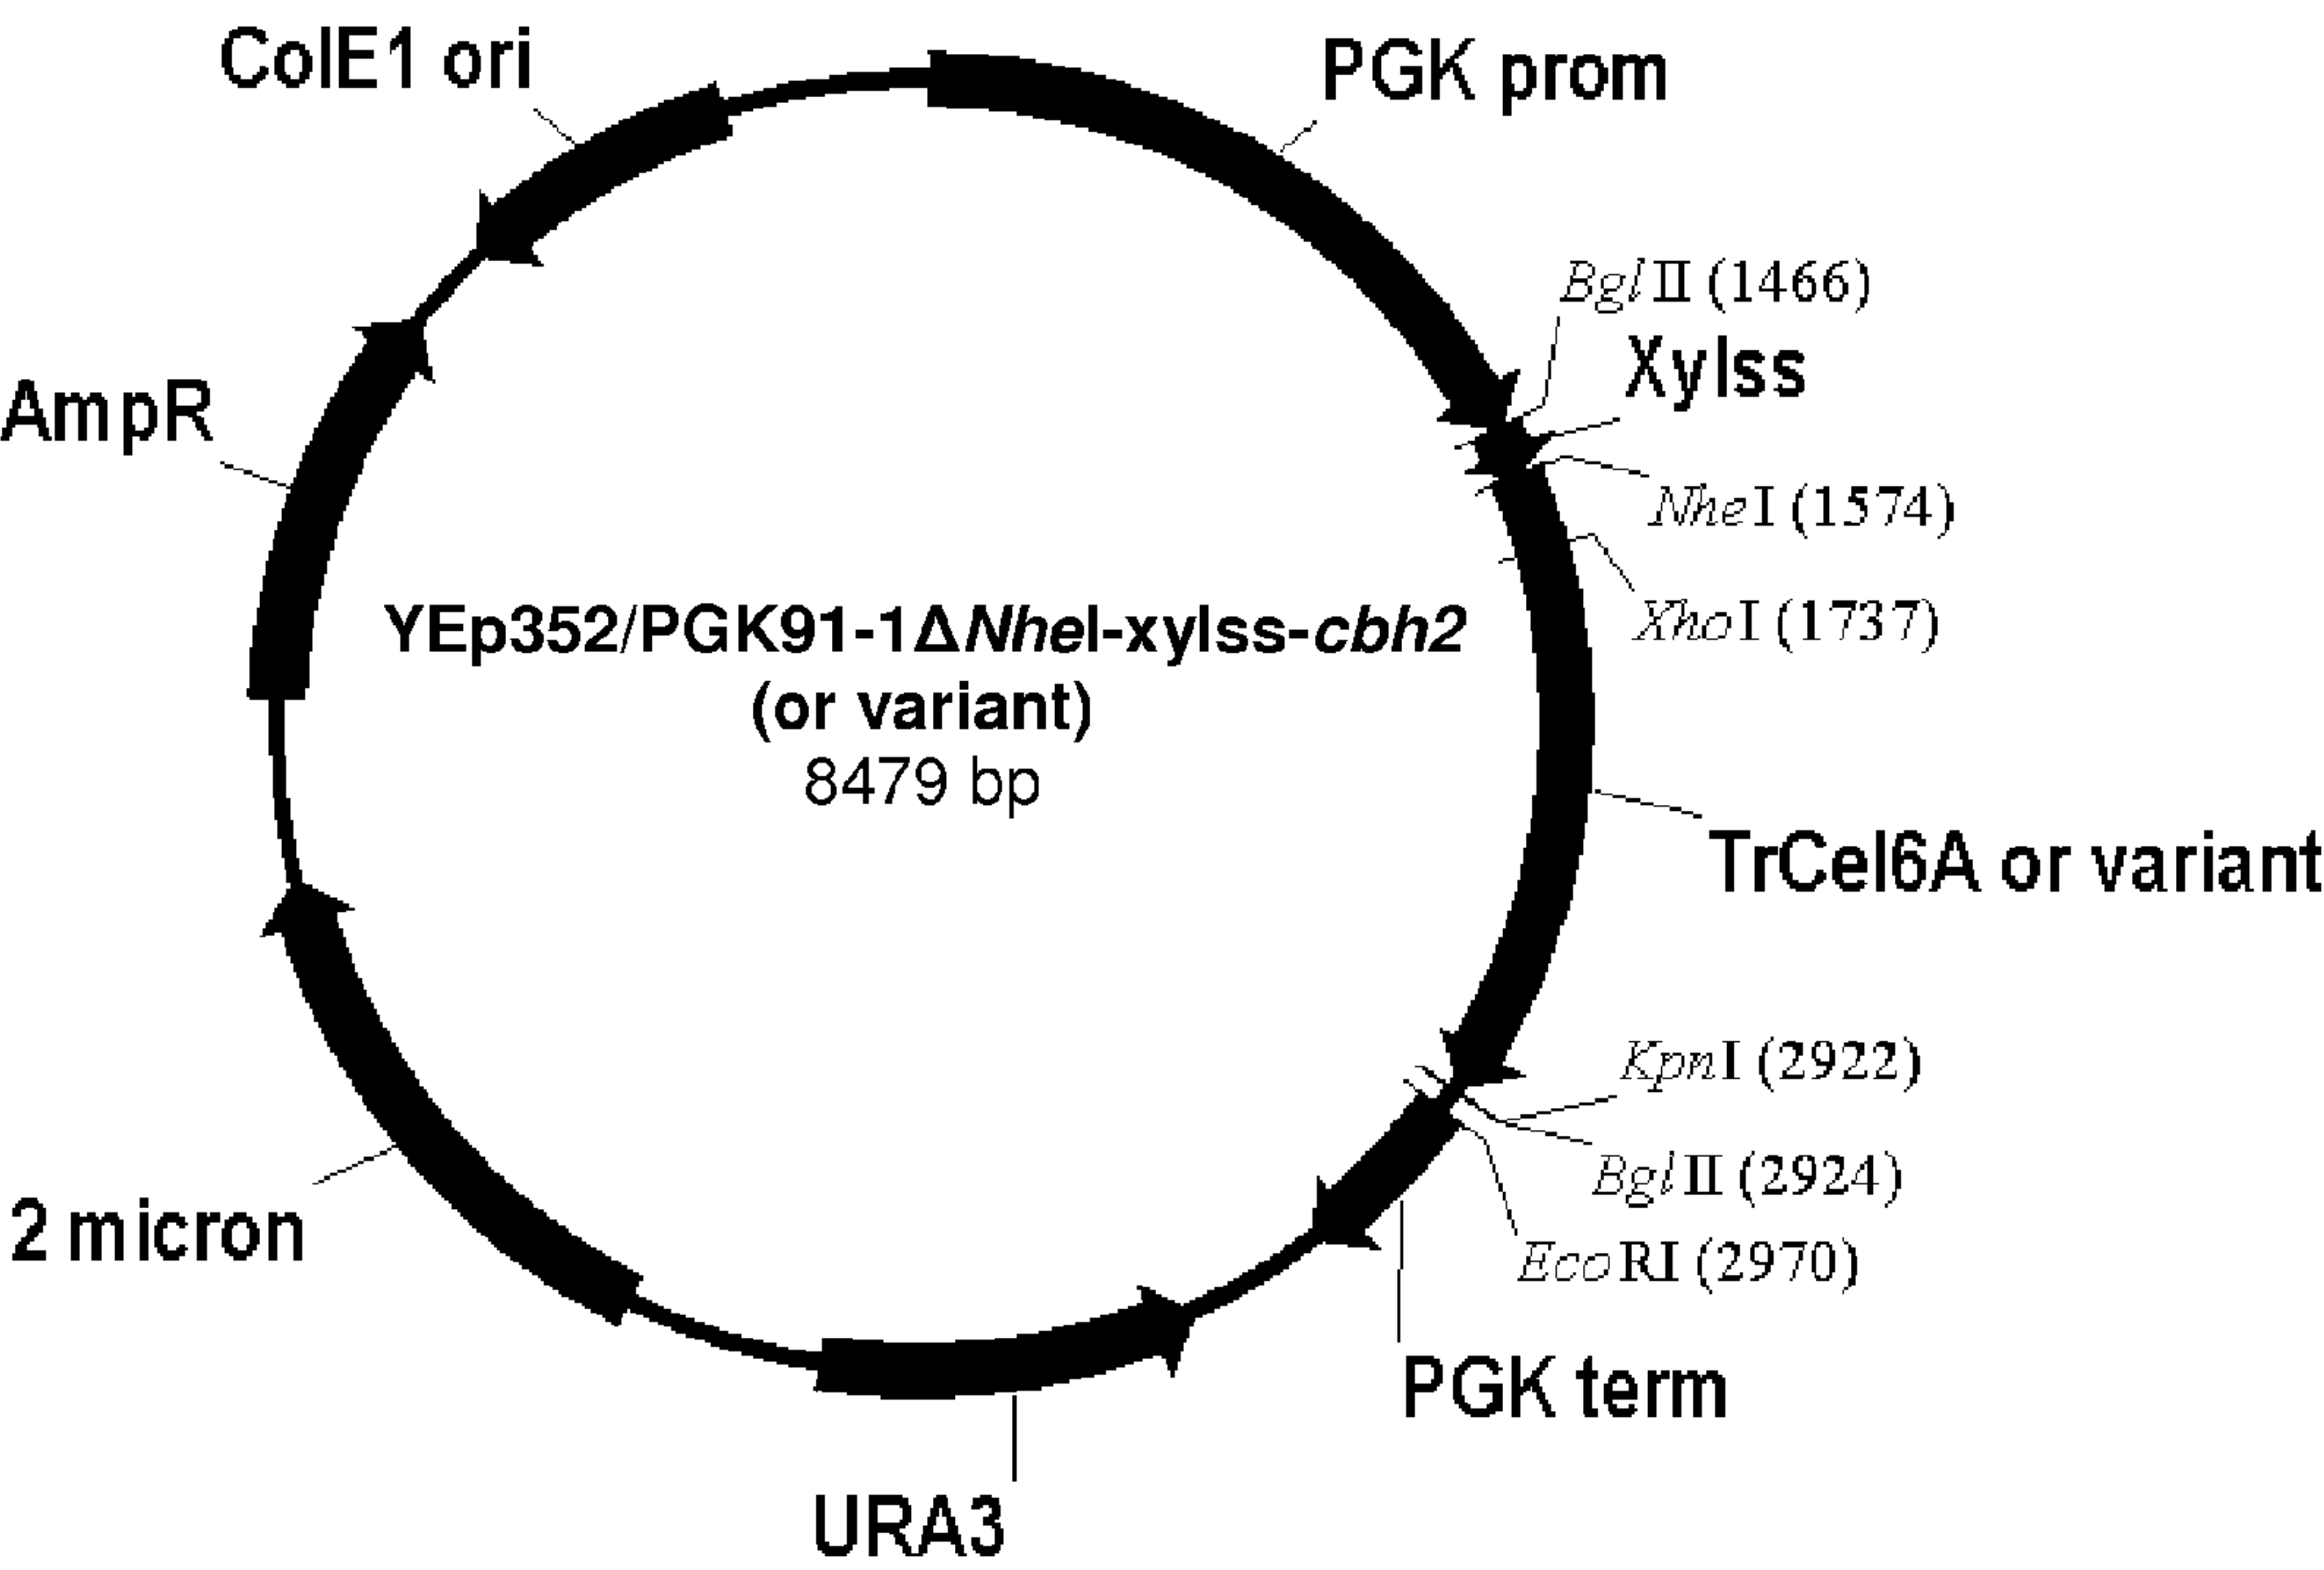 ColE1 ori
PGK prom
BglII (1466)
Xylss
AmpR
NheI (1574)
XhoI (1737)
YEp352/PGK91-1ΔNheI-xylss-cbh2
(or variant)
8479 bp
TrCel6A or variant
KpnI (2922)
BglII (2924)
2 micron
EcoRI (2970)
PGK term
URA3